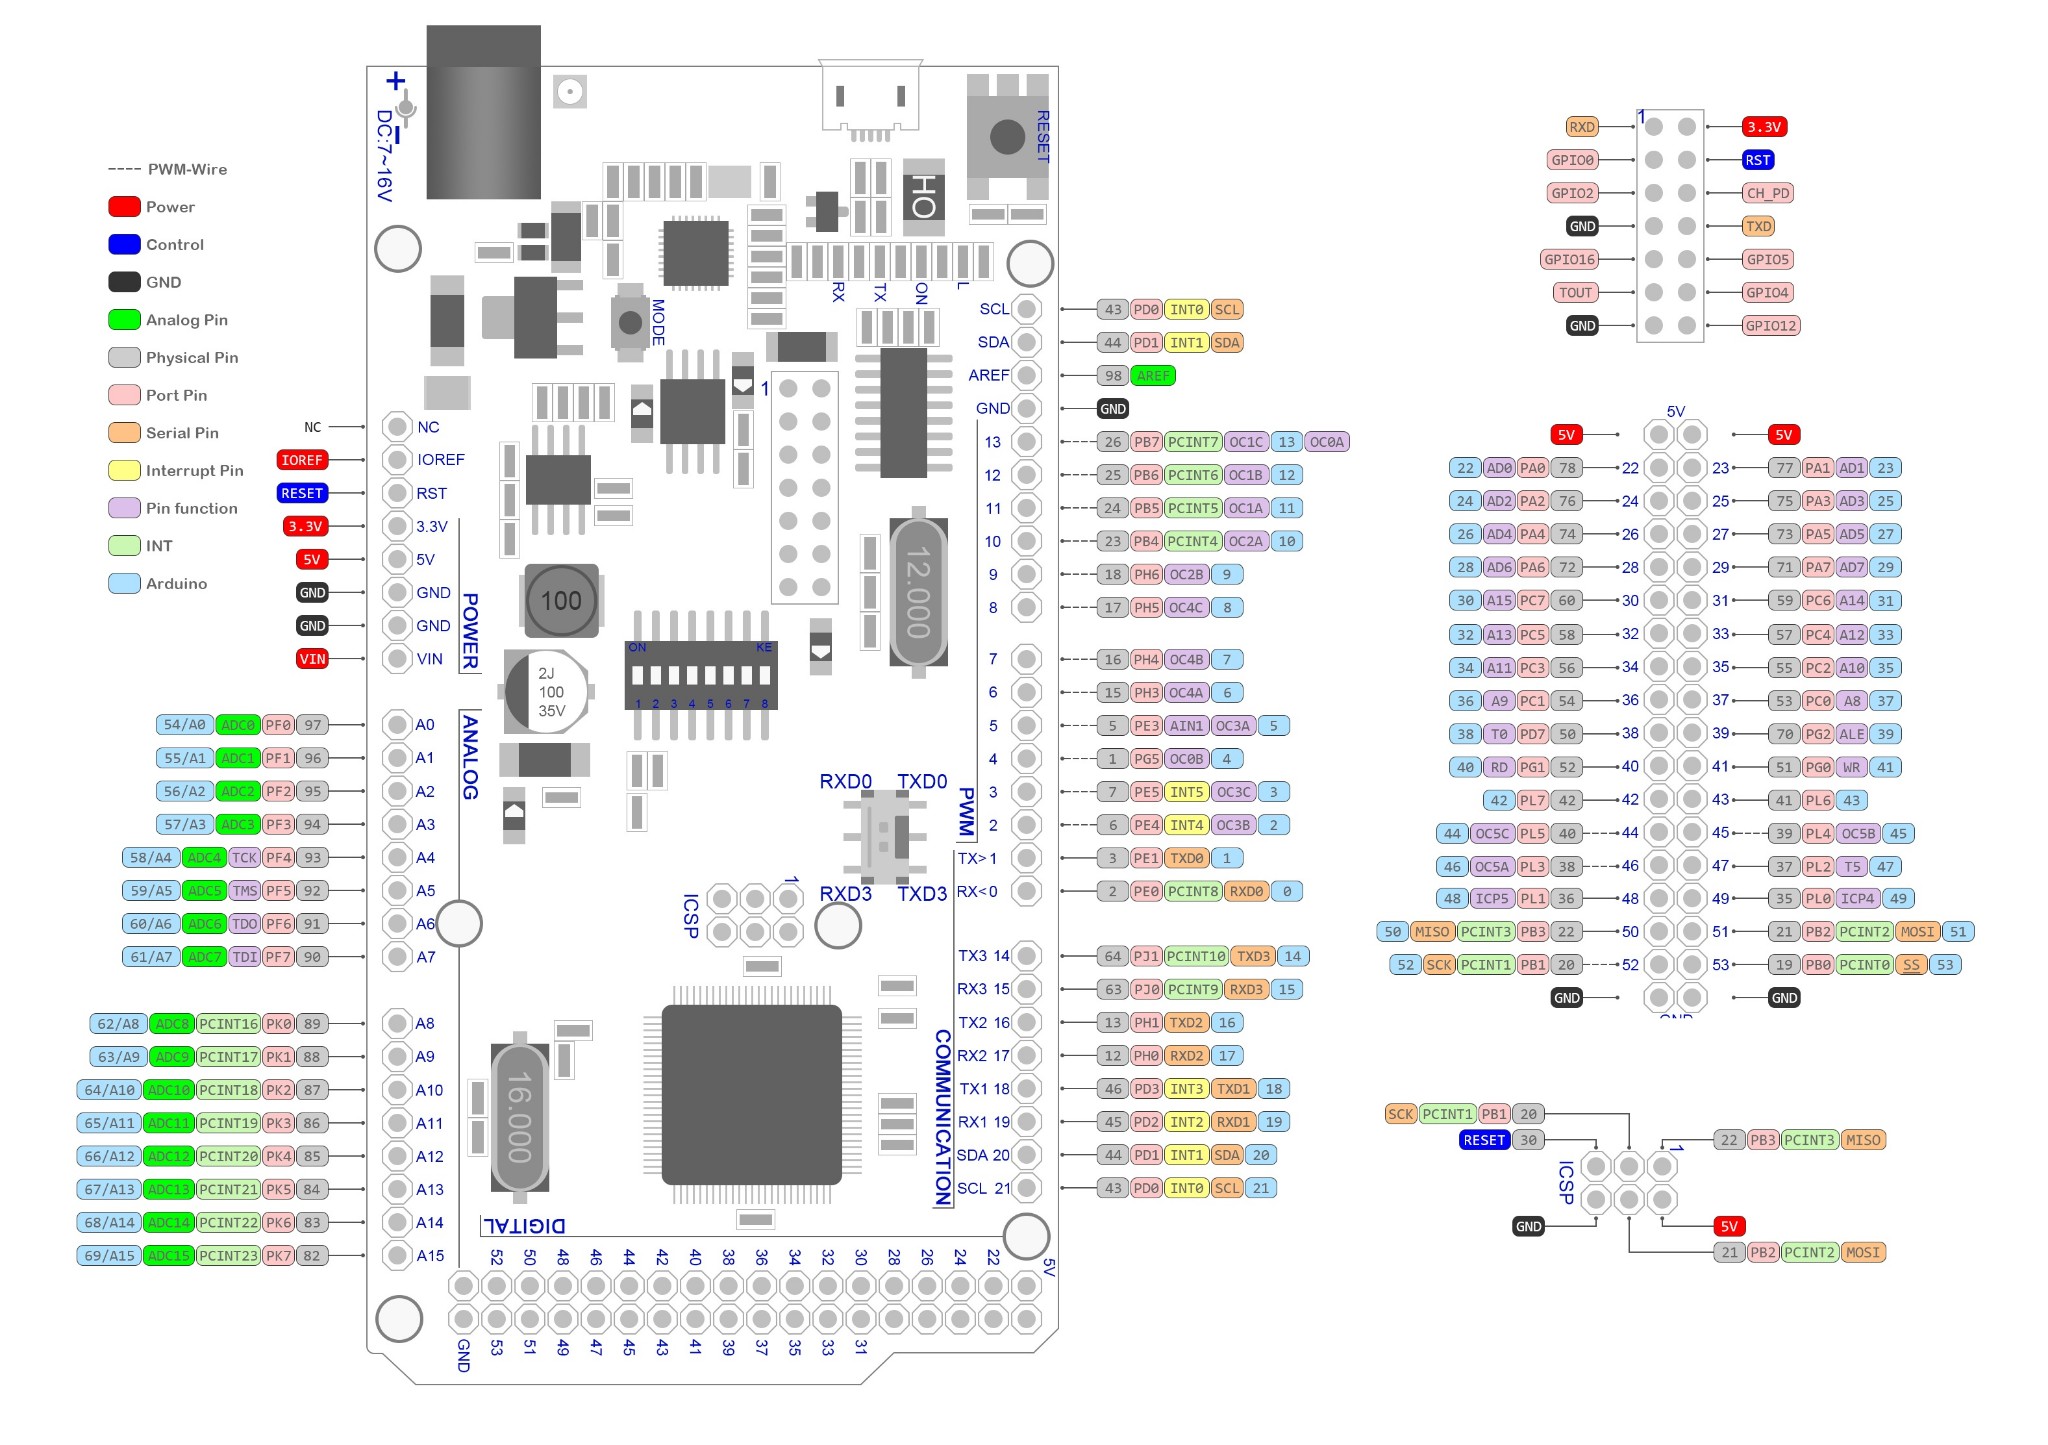 PWM-Wire
Power
Control
GND
Analog Pin
Physical Pin
Port Pin
Serial Pin
Interrupt Pin
Pin function
INT
Arduino
NC
IOREF
RESET
3.3V
5V
GND
GND
VIN
54/A0 ADC0 PF0 97
55/A1 ADC1 PF1 96
56/A2 ADC2 PF2 95
57/A3 ADC3 PF3 94
58/A4 ADC4 TCK PF4 93
59/A5 ADC5 TMS PF5 92
60/A6 ADC6 TDO PF6 91
61/A7 ADC7 TDI PF7 90
62/A8 ADC8 PCINT16 PK0 89
63/A9 ADC9 PCINT17 PK1 88
64/A10 ADC10 PCINT18 PK2 87
65/A11 ADC11 PCINT19 PK3 86
66/A12 ADC12 PCINT20 PK4 85
67/A13 ADC13 PCINT21 PK5 84
68/A14 ADC14 PCINT22 PK6 83
69/A15 ADC15 PCINT23 PK7 82
+
-
DC:7~16V
RESET
HO
RX
TX
ON
L
MODE
1
NC
IOREF
RST
3.3V
5V
GND
GND
VIN
POWER
100
2J
100
35V
ON KE
1 2 3 4 5 6 7 8
12.000
A0
A1
A2
A3
A4
A5
A6
A7
ANALOG
A8
A9
A10
A11
A12
A13
A14
A15
RXD0 TXD0
RXD3 TXD3
ICSP
1
16.000
DIGITAL
SCL
SDA
AREF
GND
13
12
11
10
9
8
7
6
5
4
3
2
TX>1
RX<0
PWM
TX3 14
RX3 15
TX2 16
RX2 17
TX1 18
RX1 19
SDA 20
SCL 21
COMMUNICATION
52 50 48 46 44 42 40 38 36 34 32 30 28 26 24 22 5V
GND 53 51 49 47 45 43 41 39 37 35 33 31
43 PD0 INT0 SCL
44 PD1 INT1 SDA
98 AREF
GND
26 PB7 PCINT7 OC1C 13 OC0A
25 PB6 PCINT6 OC1B 12
24 PB5 PCINT5 OC1A 11
23 PB4 PCINT4 OC2A 10
18 PH6 OC2B 9
17 PH5 OC4C 8
16 PH4 OC4B 7
15 PH3 OC4A 6
5 PE3 AIN1 OC3A 5
1 PG5 OC0B 4
7 PE5 INT5 OC3C 3
6 PE4 INT4 OC3B 2
3 PE1 TXD0 1
2 PE0 PCINT8 RXD0 0
64 PJ1 PCINT10 TXD3 14
63 PJ0 PCINT9 RXD3 15
13 PH1 TXD2 16
12 PH0 RXD2 17
46 PD3 INT3 TXD1 18
45 PD2 INT2 RXD1 19
44 PD1 INT1 SDA 20
43 PD0 INT0 SCL 21
1
RXD 3.3V
GPIO0 RST
GPIO2 CH_PD
GND TXD
GPIO16 GPIO5
TOUT GPIO4
GND GPIO12
5V
5V 5V
22 AD0 PA0 78 22 23 77 PA1 AD1 23
24 AD2 PA2 76 24 25 75 PA3 AD3 25
26 AD4 PA4 74 26 27 73 PA5 AD5 27
28 AD6 PA6 72 28 29 71 PA7 AD7 29
30 A15 PC7 60 30 31 59 PC6 A14 31
32 A13 PC5 58 32 33 57 PC4 A12 33
34 A11 PC3 56 34 35 55 PC2 A10 35
36 A9 PC1 54 36 37 53 PC0 A8 37
38 T0 PD7 50 38 39 70 PG2 ALE 39
40 RD PG1 52 40 41 51 PG0 WR 41
42 PL7 42 42 43 41 PL6 43
44 OC5C PL5 40 44 45 39 PL4 OC5B 45
46 OC5A PL3 38 46 47 37 PL2 T5 47
48 ICP5 PL1 36 48 49 35 PL0 ICP4 49
50 MISO PCINT3 PB3 22 50 51 21 PB2 PCINT2 MOSI 51
52 SCK PCINT1 PB1 20 52 53 19 PB0 PCINT0 SS 53
GND GND
GND
SCK PCINT1 PB1 20
RESET 30
1
22 PB3 PCINT3 MISO
ICSP
GND
5V
21 PB2 PCINT2 MOSI